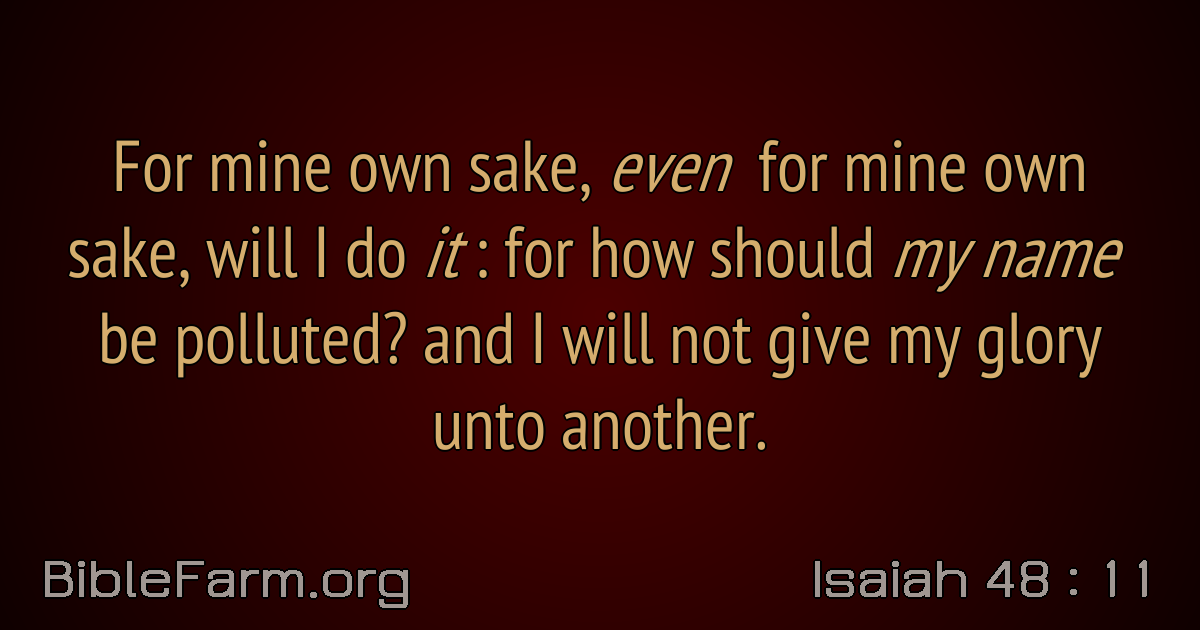 For mine own sake, even for mine own
sake, will I do it : for how should my name
be polluted? and I will not give my glory
unto another.
BibleFarm.org
Isaiah 48 : 11